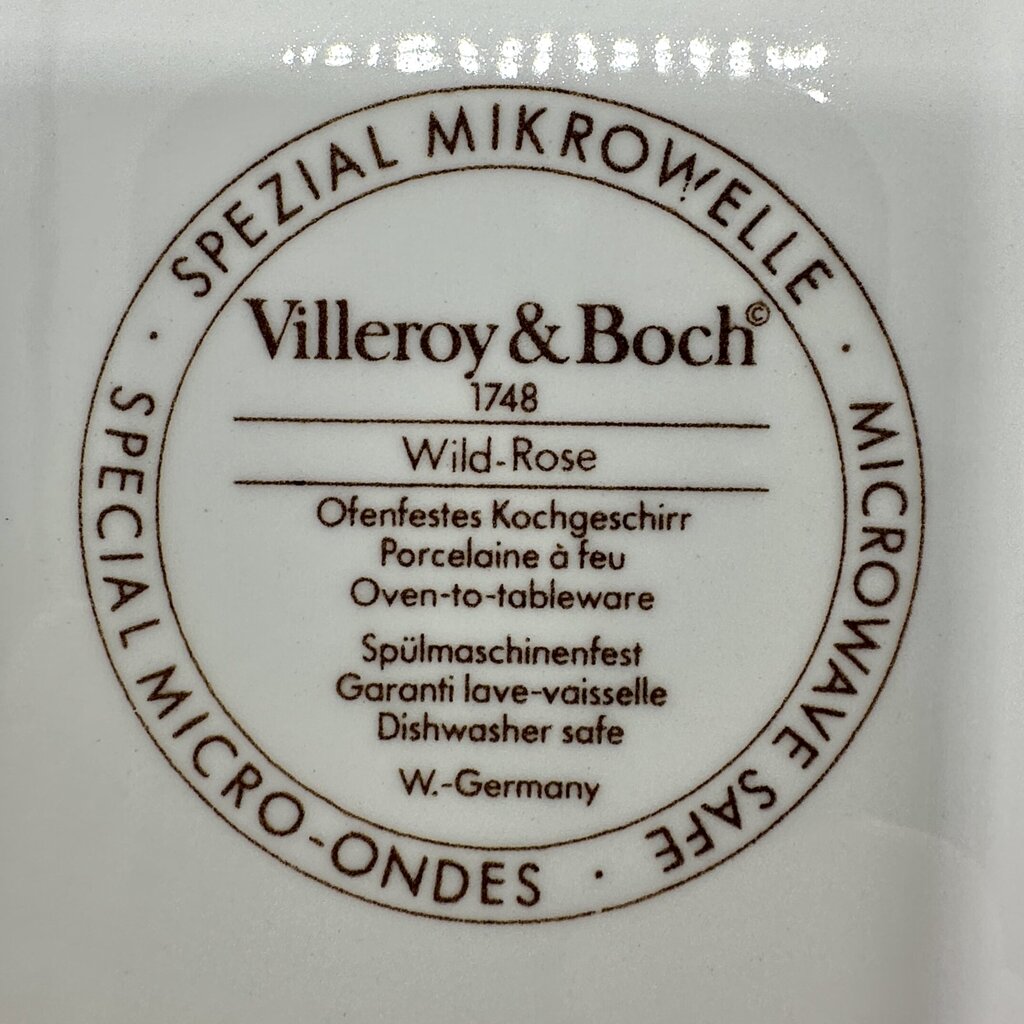 SPEZIAL MIKROWELLE · MICROWAVE SAFE · SPECIAL MICRO-ONDES ·
Villeroy & Boch©
1748
Wild-Rose
Ofenfestes Kochgeschirr
Porcelaine à feu
Oven-to-tableware
Spülmaschinenfest
Garanti lave-vaisselle
Dishwasher safe
W.-Germany